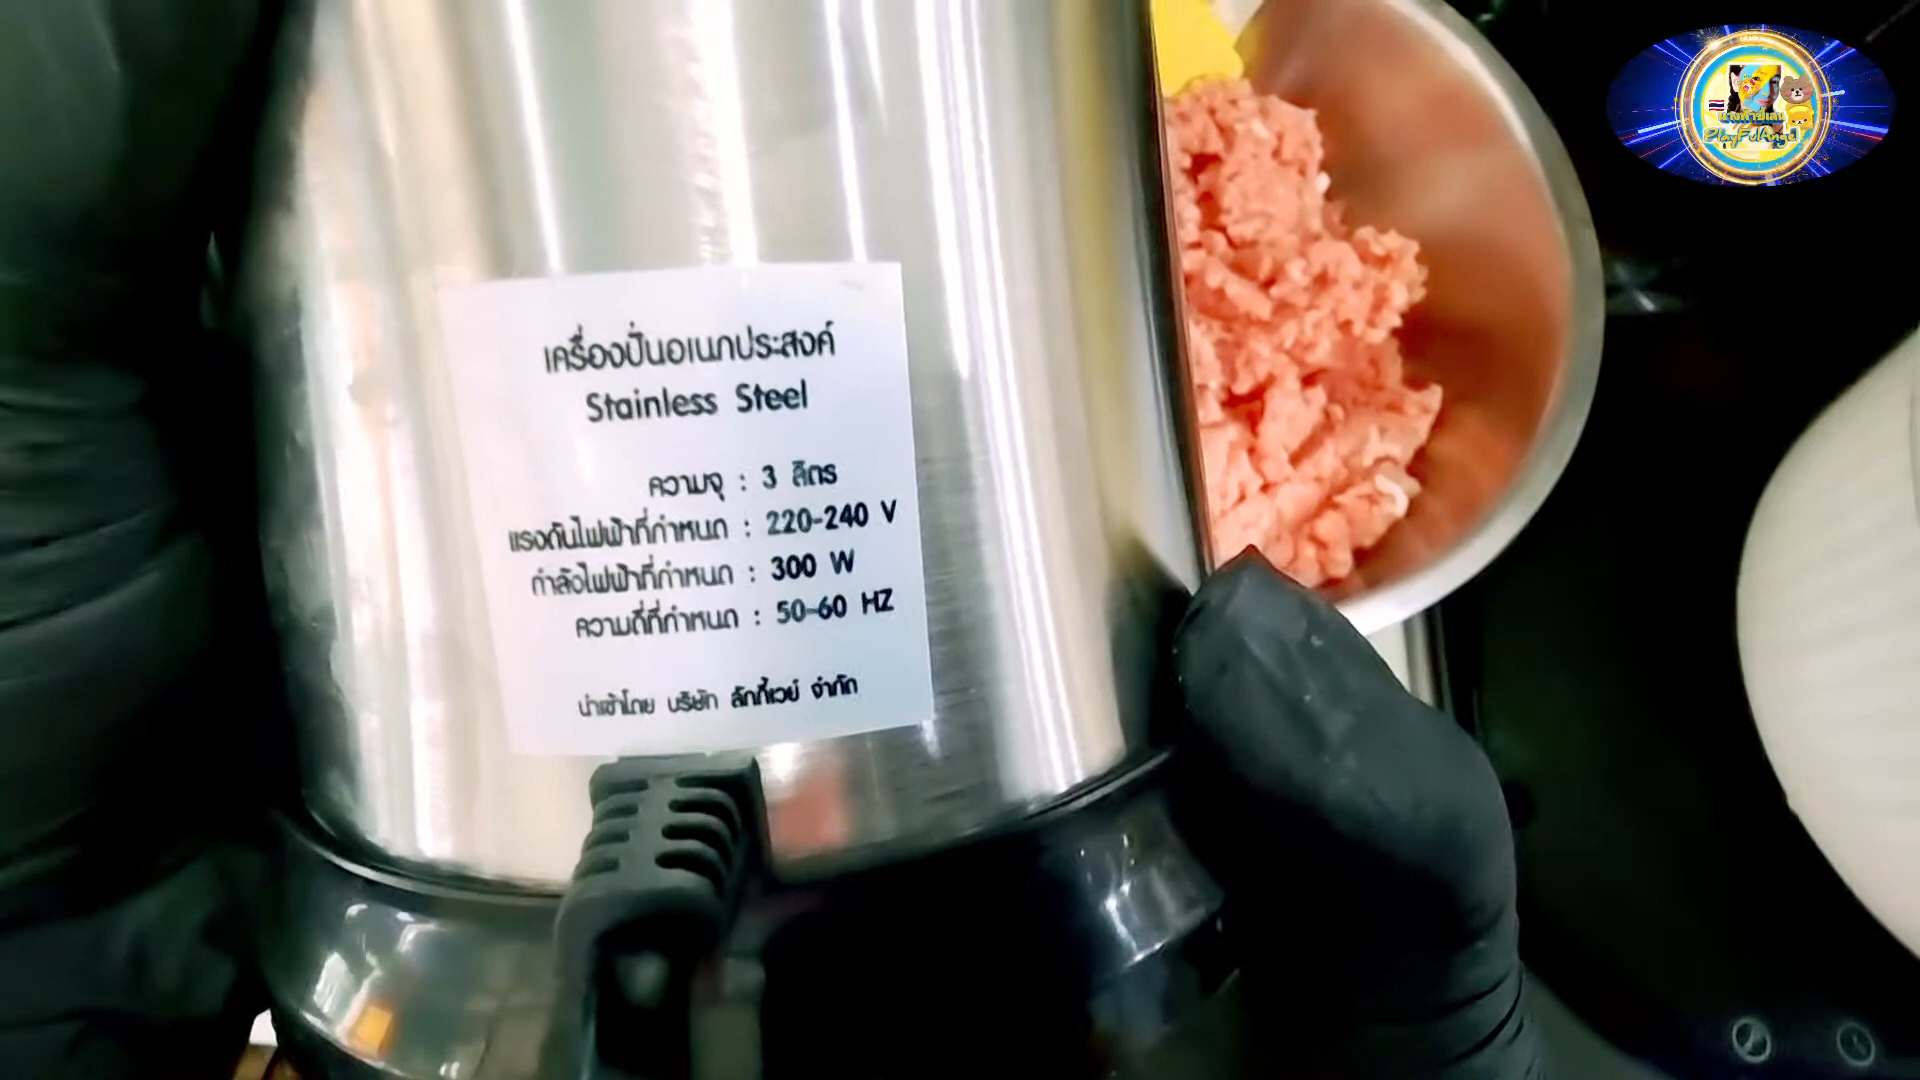 เครื่องปั่นอเนกประสงค์
Stainless Steel
ความจุ : 3 ลิตร
แรงดันไฟฟ้าที่กำหนด : 220-240 V
กำลังไฟฟ้าที่กำหนด : 300 W
ความถี่ที่กำหนด : 50-60 HZ
นำเข้าโดย บริษัท ลักกี้เวย์ จำกัด
PlayFulAngel